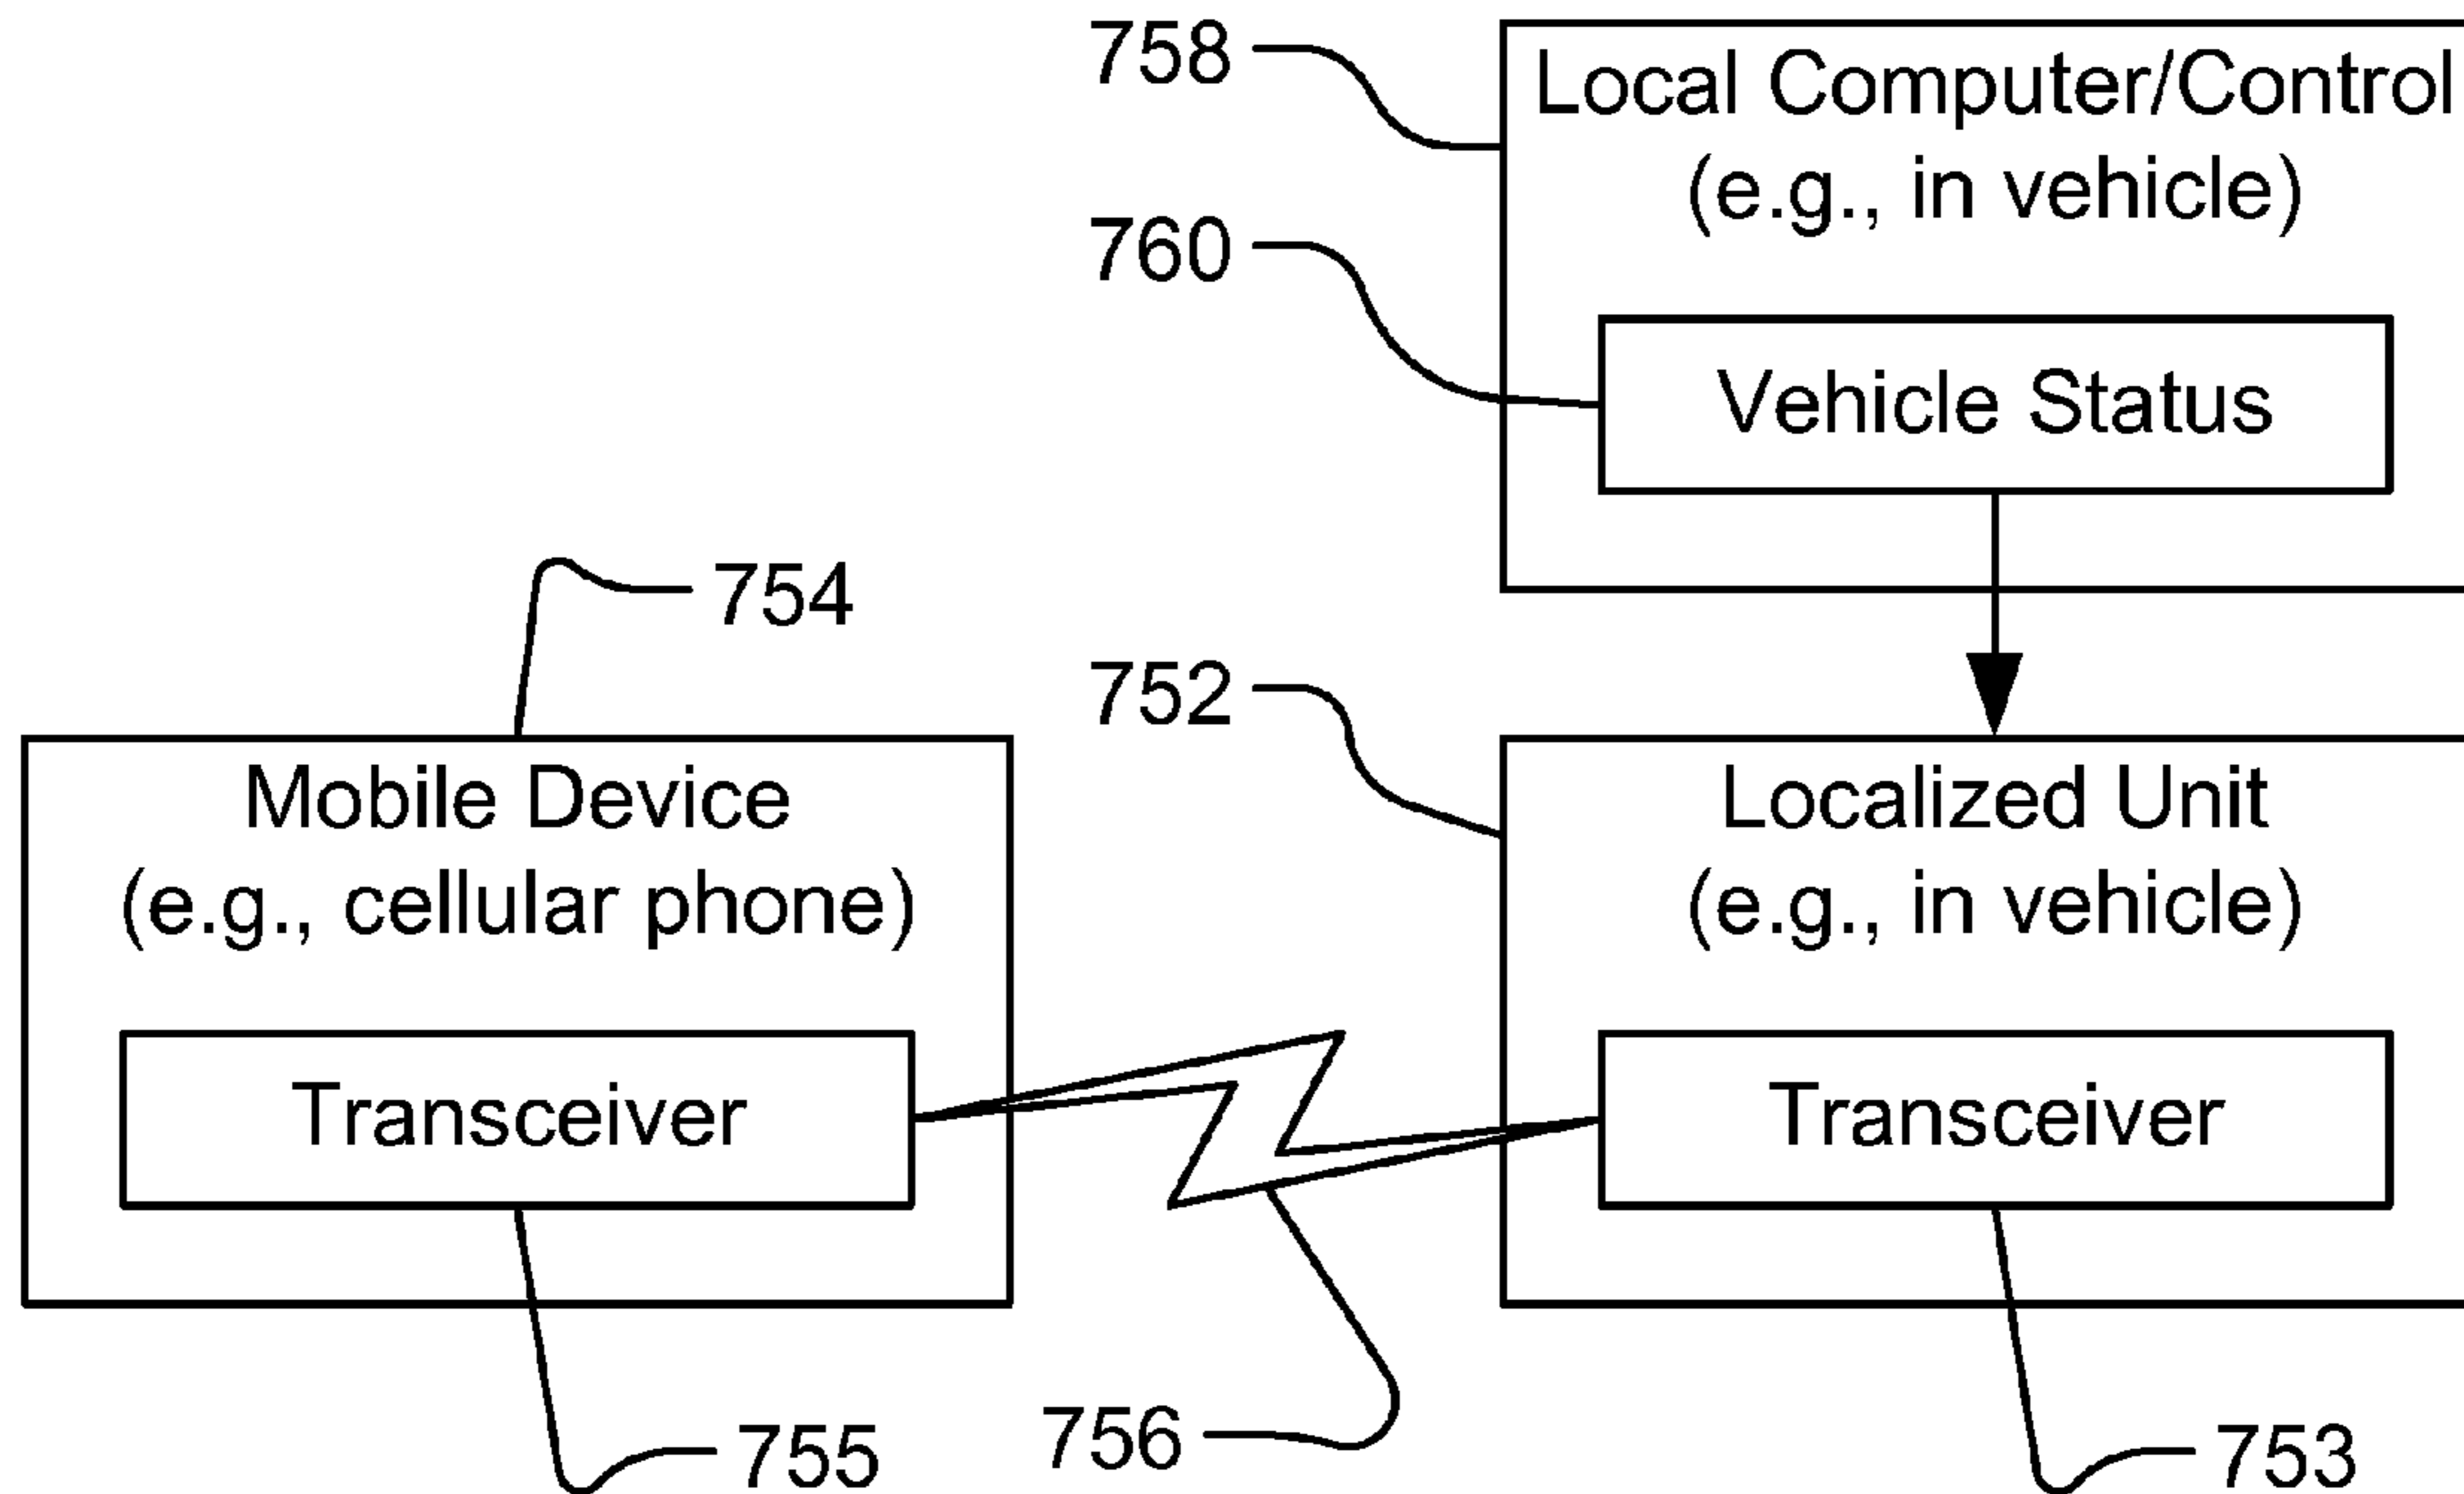 758
Local Computer/Control
(e.g., in vehicle)
760
Vehicle Status
754
752
Mobile Device
(e.g., cellular phone)
Localized Unit
(e.g., in vehicle)
Transceiver
Transceiver
756
755
753